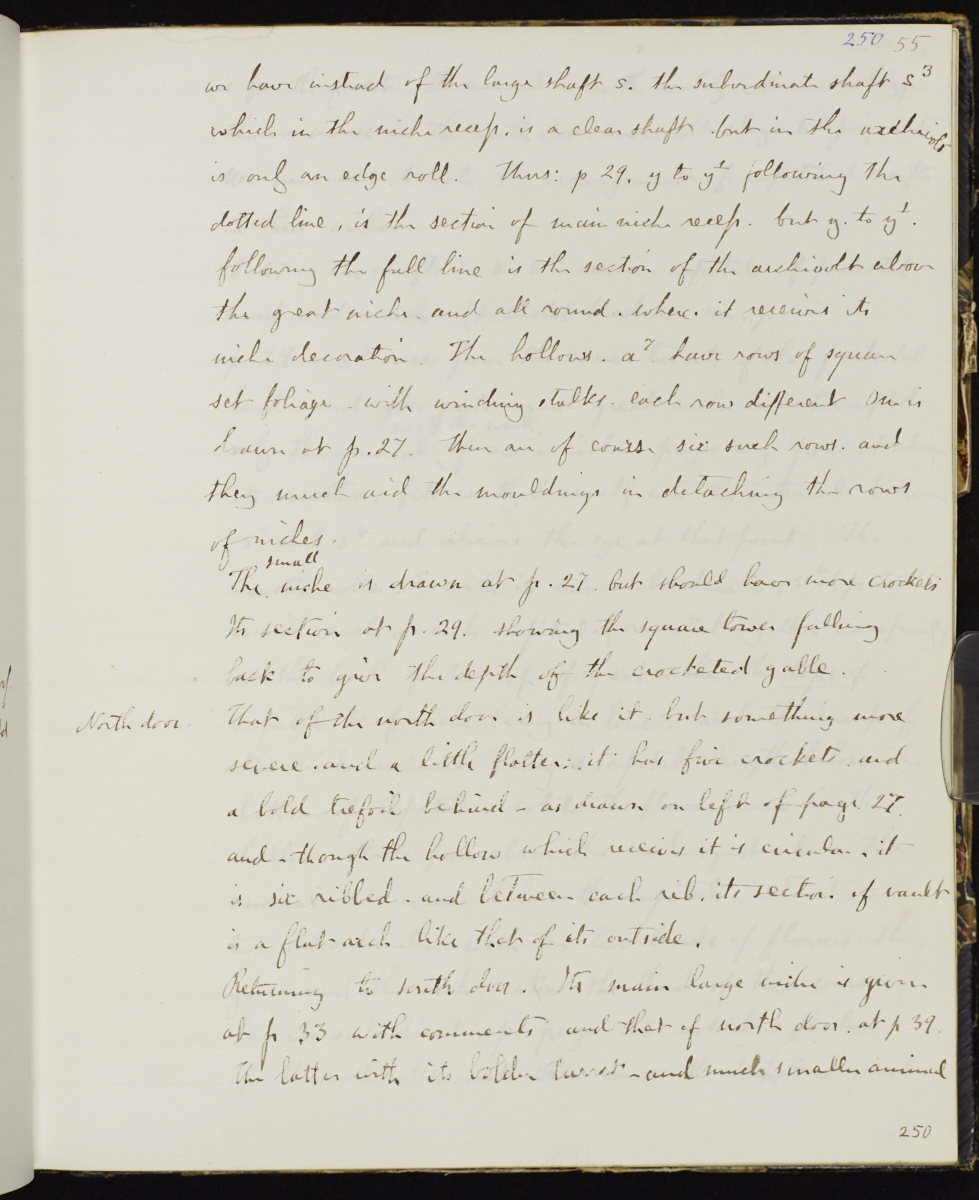 250 55
we have instead of the large shaft s. the subordinate shaft s3
which in the niche recess. is a clear shaft but in the archivolt
is only an edge roll. Thus: p 29. y to y† following the
dotted line, is the section of main niche recess. but y. to y†.
following the full line is the section of the archivolt above
the great niche. and all round. where it receives its
niche decoration. The hollows. a7 have rows of square
set foliage - with winding stalks. each row different One is
drawn at p. 27. There are of course six such rows. and
they much aid the mouldings in detaching the rows
of niches.
small
The niche is drawn at p. 27. but should have more crockets
Its section at p. 29. showing the square tower falling
back to give the depth of the crocketed gable.
North door. That of the north door is like it. but something more
severe. and a little flatter: it has five crockets. and
a bold trefoil behind - as drawn on left of page 27.
and - though the hollow which receives it is circular, it
is six ribbed. and between each rib. its section of vault
is a flat arch like that of its outside.
Returning to south door. Its main large niche is given
at p 33 with comments and that of north door. at p 39.
The latter with its bolder - and much smaller animal
250